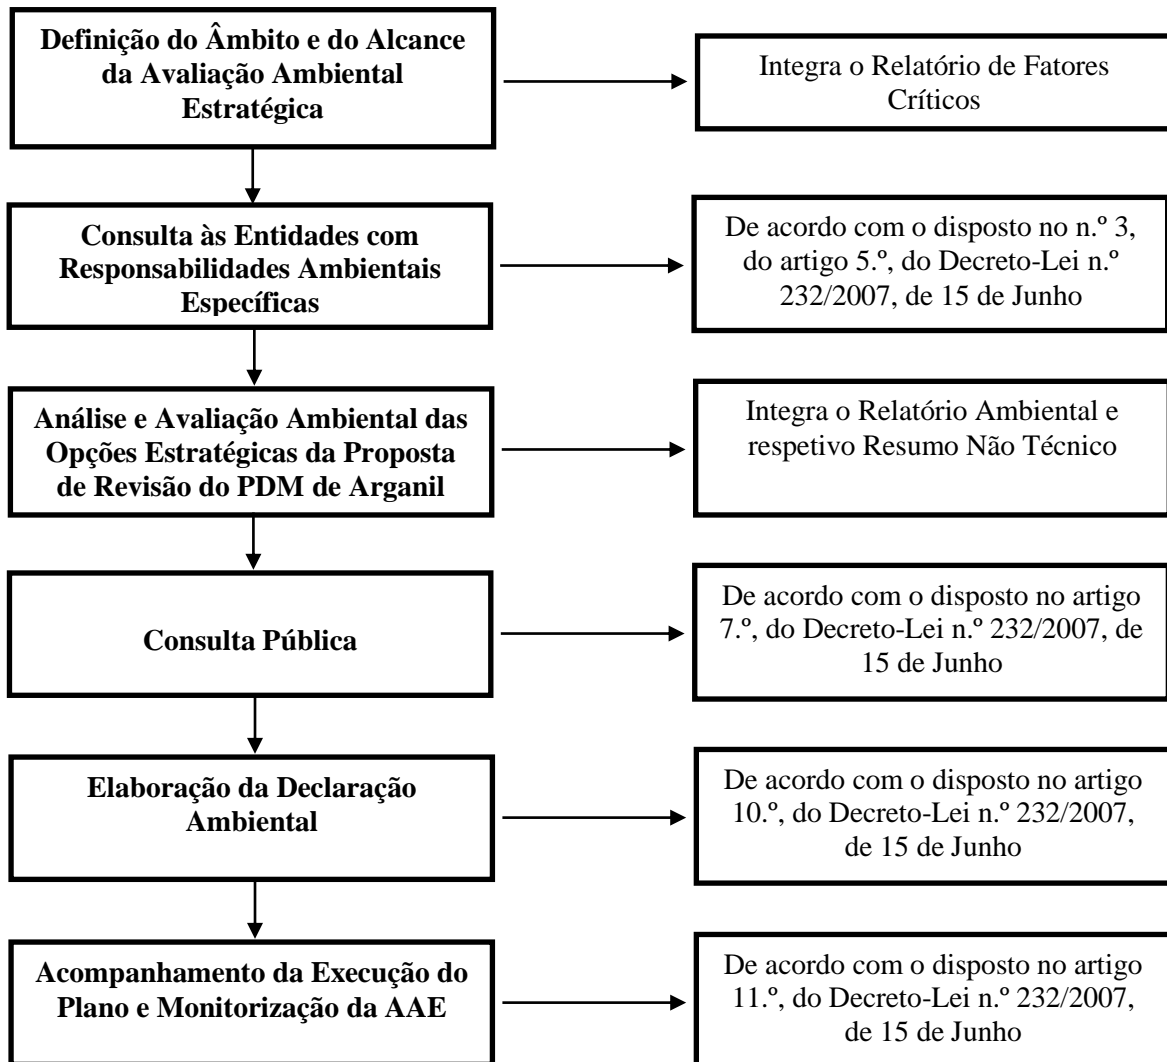 Definição do Âmbito e do Alcance
da Avaliação Ambiental
Estratégica
Integra o Relatório de Fatores
Críticos
Consulta às Entidades com
Responsabilidades Ambientais
Específicas
De acordo com o disposto no n.º 3,
do artigo 5.º, do Decreto-Lei n.º
232/2007, de 15 de Junho
Análise e Avaliação Ambiental das
Opções Estratégicas da Proposta
de Revisão do PDM de Arganil
Integra o Relatório Ambiental e
respetivo Resumo Não Técnico
Consulta Pública
De acordo com o disposto no artigo
7.º, do Decreto-Lei n.º 232/2007, de
15 de Junho
Elaboração da Declaração
Ambiental
De acordo com o disposto no artigo
10.º, do Decreto-Lei n.º 232/2007,
de 15 de Junho
Acompanhamento da Execução do
Plano e Monitorização da AAE
De acordo com o disposto no artigo
11.º, do Decreto-Lei n.º 232/2007,
de 15 de Junho